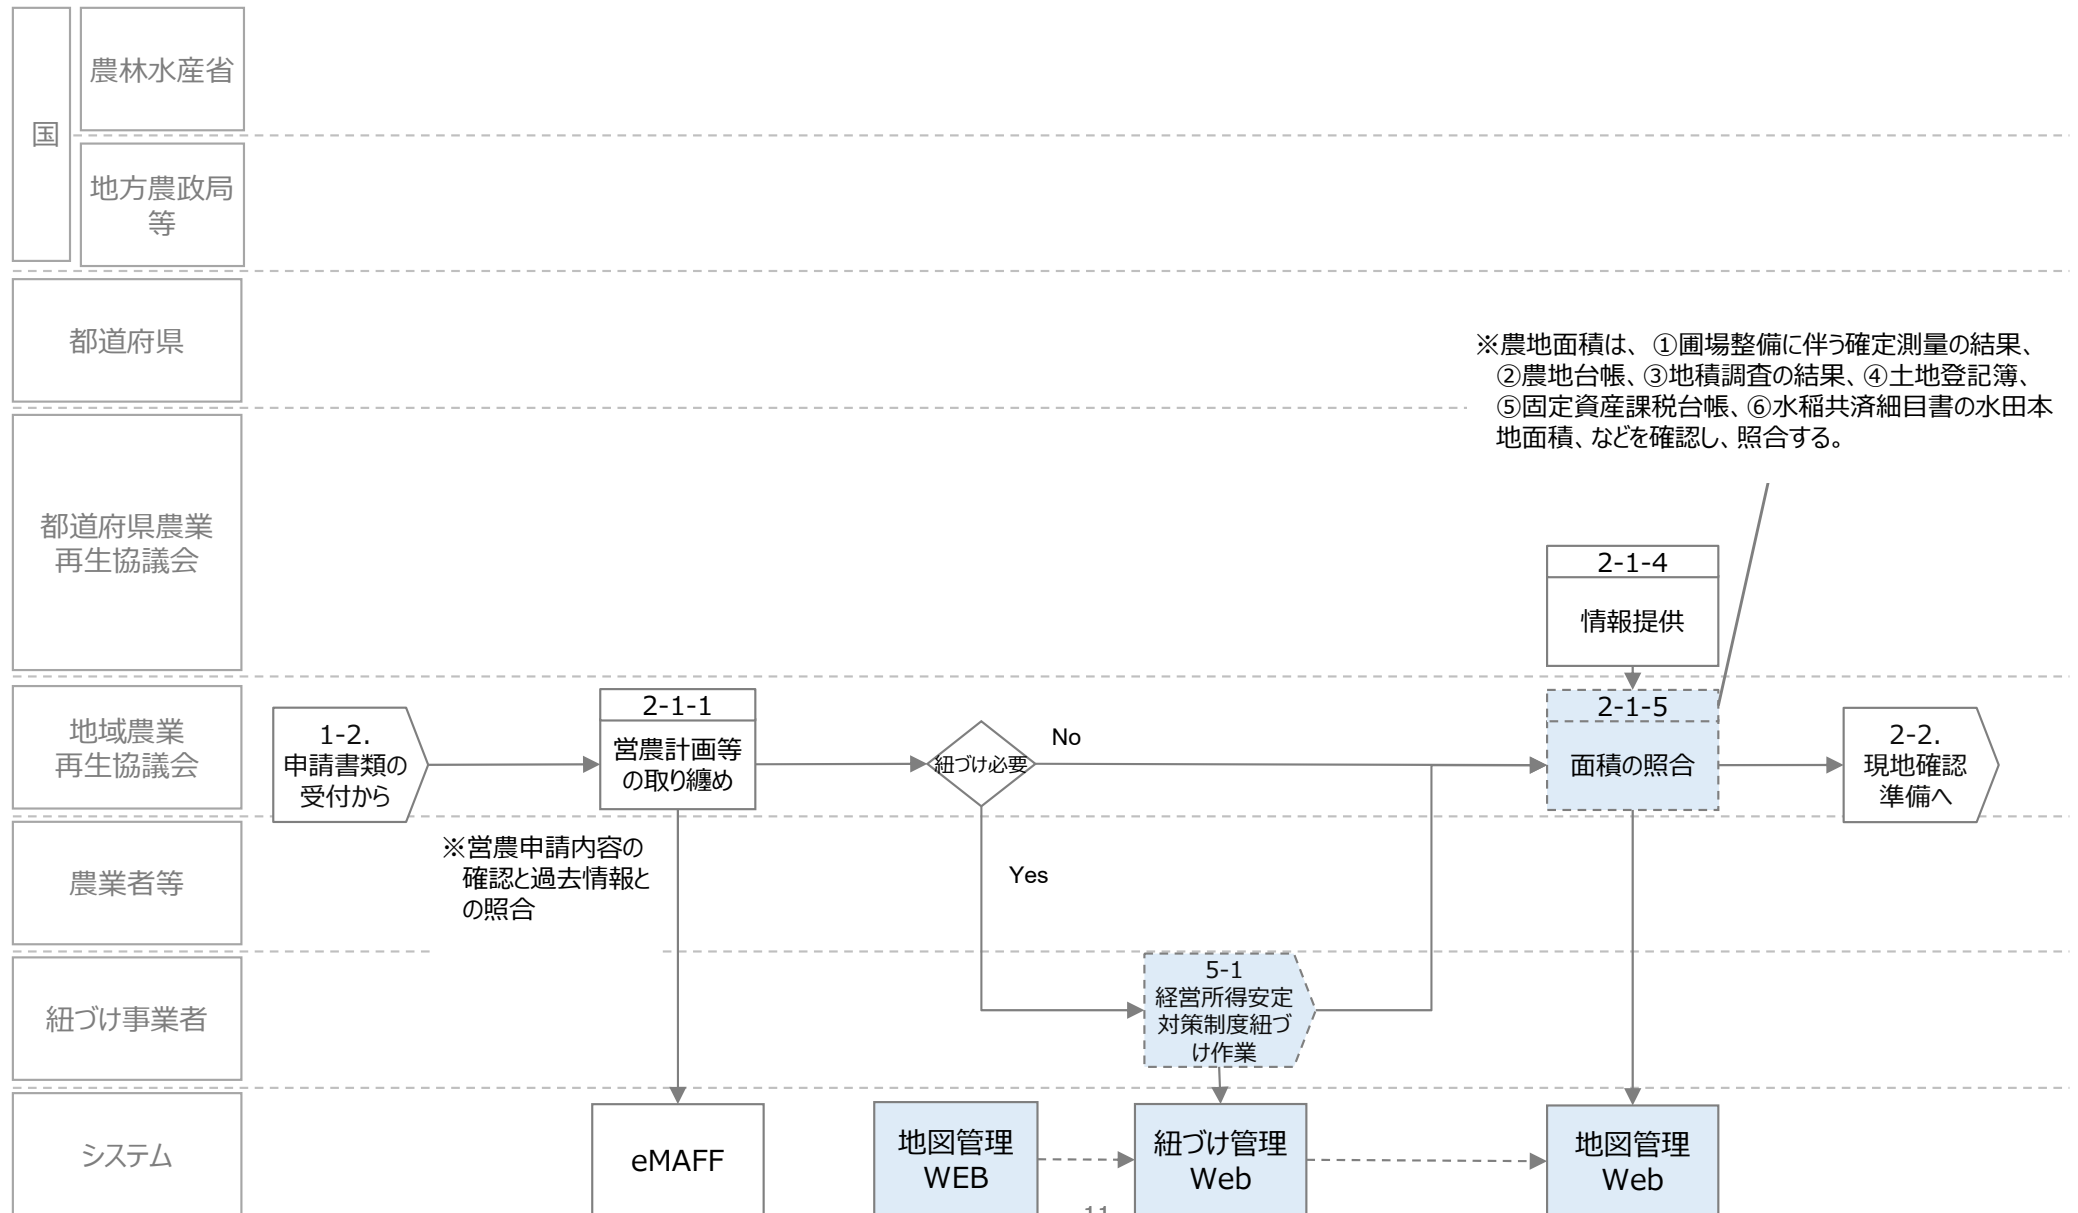 国
農林水産省
地方農政局
等
都道府県
※農地面積は、①圃場整備に伴う確定測量の結果、
②農地台帳、③地積調査の結果、④土地登記簿、
⑤固定資産課税台帳、⑥水稲共済細目書の水田本
地面積、などを確認し、照合する。
都道府県農業
再生協議会
2-1-4
情報提供
地域農業
再生協議会
1-2.
申請書類の
受付から
2-1-1
営農計画等
の取り纏め
紐づけ必要
No
Yes
2-1-5
面積の照合
2-2.
現地確認
準備へ
農業者等
※営農申請内容の
確認と過去情報と
の照合
紐づけ事業者
5-1
経営所得安定
対策制度紐づ
け作業
システム
eMAFF
地図管理
WEB
紐づけ管理
Web
地図管理
Web
11